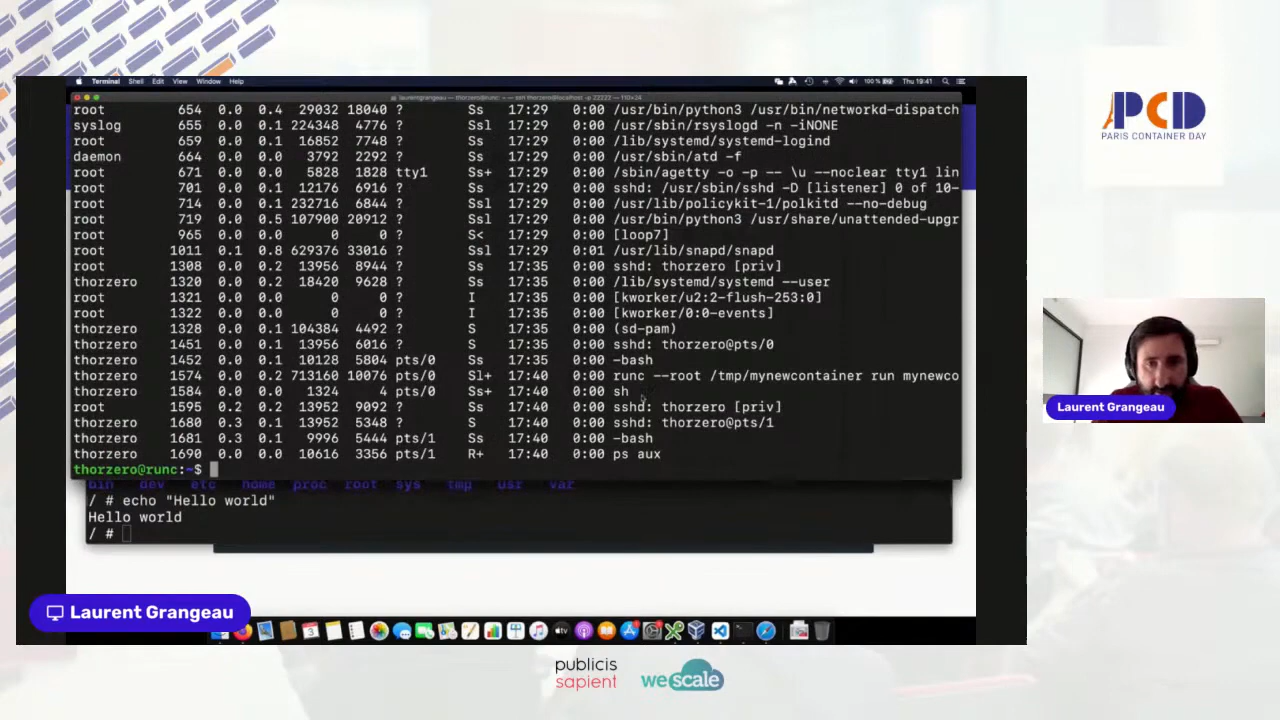 Terminal Shell Edit View Window Help 100 % Thu 19:41
laurentgrangeau — thorzero@runc: ~ — ssh thorzero@localhost -p 22222 — 110×24
root 654 0.0 0.4 29032 18040 ? Ss 17:29 0:00 /usr/bin/python3 /usr/bin/networkd-dispatch
syslog 655 0.0 0.1 224348 4776 ? Ssl 17:29 0:00 /usr/sbin/rsyslogd -n -iNONE
root 659 0.0 0.1 16852 7748 ? Ss 17:29 0:00 /lib/systemd/systemd-logind
daemon 664 0.0 0.0 3792 2292 ? Ss 17:29 0:00 /usr/sbin/atd -f
root 671 0.0 0.0 5828 1828 tty1 Ss+ 17:29 0:00 /sbin/agetty -o -p -- \u --noclear tty1 lin
root 701 0.0 0.1 12176 6916 ? Ss 17:29 0:00 sshd: /usr/sbin/sshd -D [listener] 0 of 10-
root 714 0.0 0.1 232716 6844 ? Ssl 17:29 0:00 /usr/lib/policykit-1/polkitd --no-debug
root 719 0.0 0.5 107900 20912 ? Ssl 17:29 0:00 /usr/bin/python3 /usr/share/unattended-upgr
root 965 0.0 0.0 0 0 ? S< 17:29 0:00 [loop7]
root 1011 0.1 0.8 629376 33016 ? Ssl 17:29 0:01 /usr/lib/snapd/snapd
root 1308 0.0 0.2 13956 8944 ? Ss 17:35 0:00 sshd: thorzero [priv]
thorzero 1320 0.0 0.2 18420 9628 ? Ss 17:35 0:00 /lib/systemd/systemd --user
root 1321 0.0 0.0 0 0 ? I 17:35 0:00 [kworker/u2:2-flush-253:0]
root 1322 0.0 0.0 0 0 ? I 17:35 0:00 [kworker/0:0-events]
thorzero 1328 0.0 0.1 104384 4492 ? S 17:35 0:00 (sd-pam)
thorzero 1451 0.0 0.1 13956 6016 ? S 17:35 0:00 sshd: thorzero@pts/0
thorzero 1452 0.0 0.1 10128 5804 pts/0 Ss 17:35 0:00 -bash
thorzero 1574 0.0 0.2 713160 10076 pts/0 Sl+ 17:40 0:00 runc --root /tmp/mynewcontainer run mynewco
thorzero 1584 0.0 0.0 1324 4 pts/0 Ss+ 17:40 0:00 sh
root 1595 0.2 0.2 13952 9092 ? Ss 17:40 0:00 sshd: thorzero [priv]
thorzero 1680 0.3 0.1 13952 5348 ? S 17:40 0:00 sshd: thorzero@pts/1
thorzero 1681 0.3 0.1 9996 5444 pts/1 Ss 17:40 0:00 -bash
thorzero 1690 0.0 0.0 10616 3356 pts/1 R+ 17:40 0:00 ps aux
thorzero@runc:~$
bin dev etc home proc root sys tmp usr var
/ # echo "Hello world"
Hello world
/ #
Laurent Grangeau
PCD
PARIS CONTAINER DAY
Laurent Grangeau
publicis
sapient
wescale